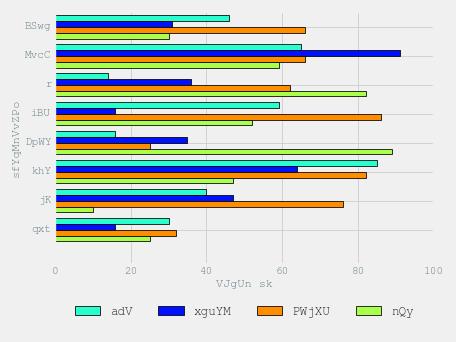 BSwg
MvcC
r
iBU
DpWY
khY
jK
qxt
sfYqMnVvZPo
0 20 40 60 80 100
VJgUn sk
adV xguYM PWjXU nQy